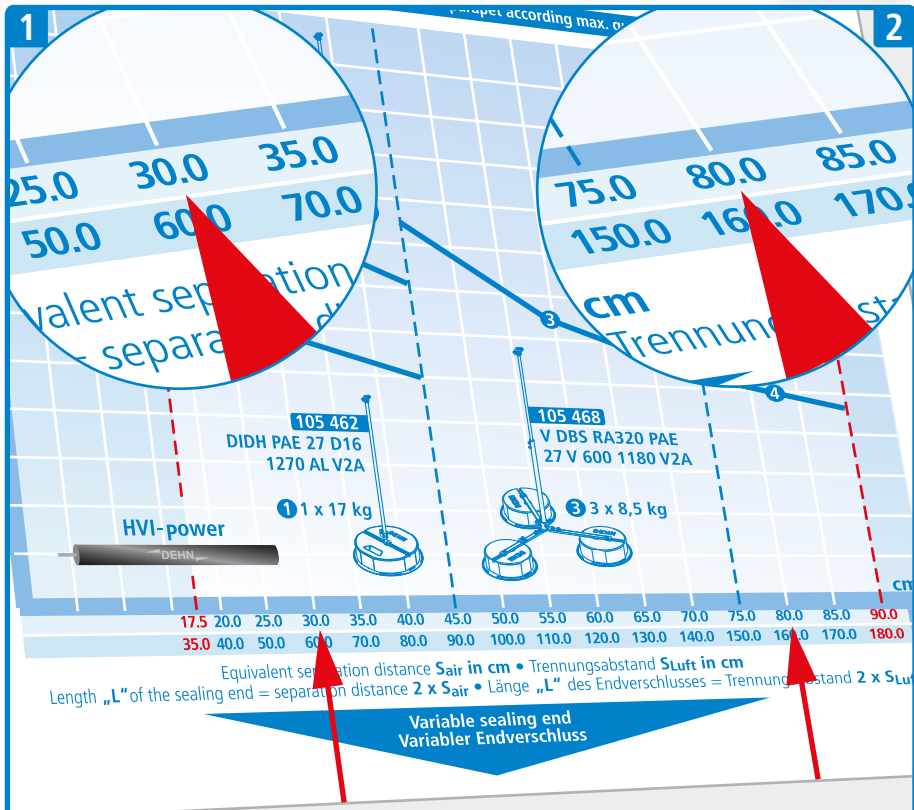 1
2
parapet according max.
25.0 30.0 35.0
50.0 60.0 70.0
75.0 80.0 85.0
150.0 160.0 170.0
cm
3
4
105 462
DIDH PAE 27 D16
1270 AL V2A
1 1 x 17 kg
105 468
V DBS RA320 PAE
27 V 600 1180 V2A
3 3 x 8,5 kg
HVI-power
DEHN
cm
17.5 20.0 25.0 30.0 35.0 40.0 45.0 50.0 55.0 60.0 65.0 70.0 75.0 80.0 85.0 90.0
35.0 40.0 50.0 60.0 70.0 80.0 90.0 100.0 110.0 120.0 130.0 140.0 150.0 160.0 170.0 180.0
Equivalent separation distance Sair in cm • Trennungsabstand SLuft in cm
Length „L“ of the sealing end = separation distance 2 x Sair • Länge „L“ des Endverschlusses = Trennungsabstand 2 x SLuft
Variable sealing end
Variabler Endverschluss